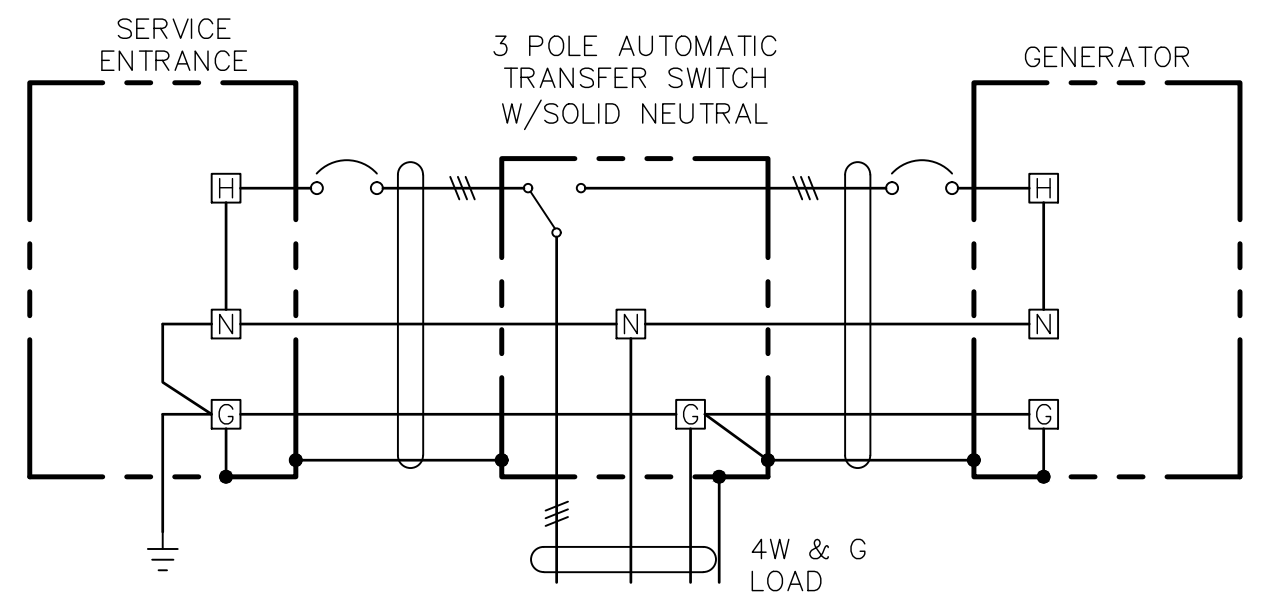 SERVICE
ENTRANCE
3 POLE AUTOMATIC
TRANSFER SWITCH
W/SOLID NEUTRAL
GENERATOR
H
H
N
N
N
G
G
G
4W & G
LOAD